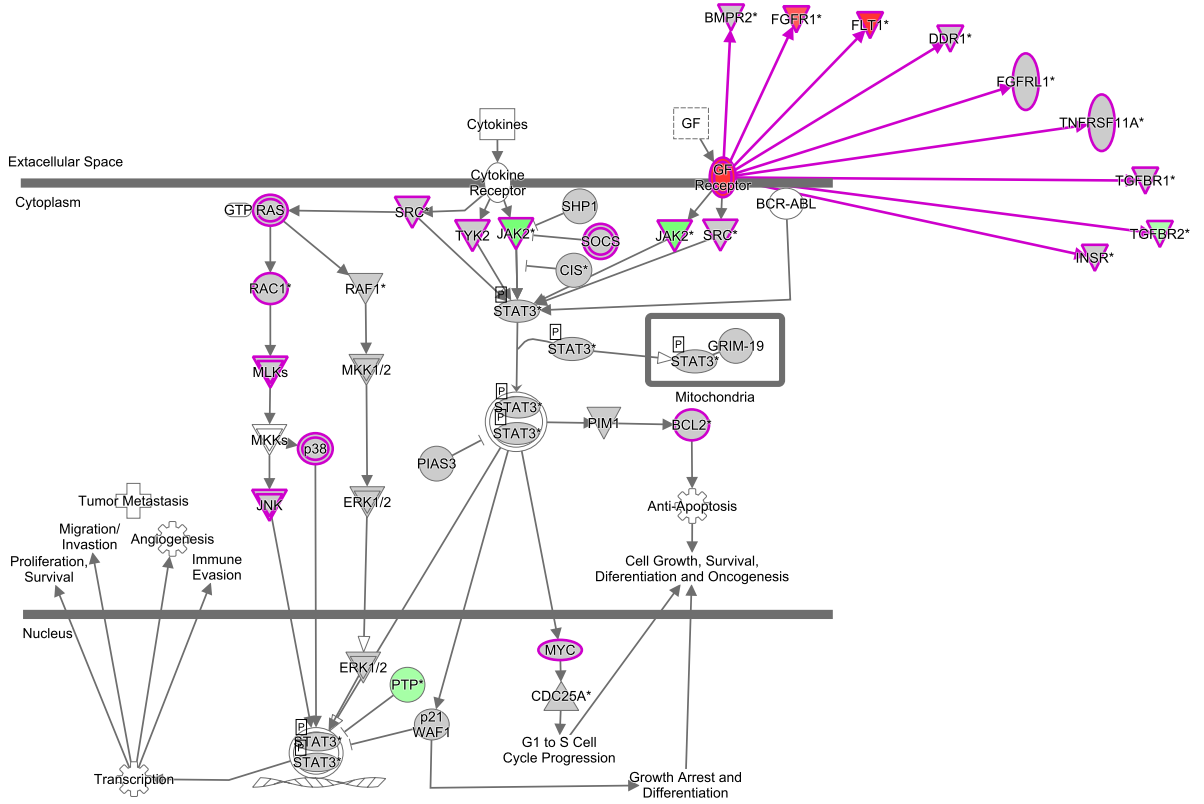 BMPR2*
FGFR1*
FLT1*
DDR1*
FGFRL1*
TNFRSF11A*
Cytokines
GF
Extacellular Space
Cytokine
Receptor
GF
Receptor
TGFBR1*
Cytoplasm
GTP
RAS
SRC*
SHP1
BCR-ABL
TYK2
JAK2*
SOCS
JAK2*
SRC*
TGFBR2*
INSR*
CIS*
RAC1*
RAF1*
P
STAT3*
P
STAT3*
P
STAT3*
GRIM-19
Mitochondria
MLKs
MKK1/2
P
STAT3*
P
STAT3*
PIM1
BCL2*
MKKs
p38
PIAS3
JNK
ERK1/2
Anti-Apoptosis
Tumor Metastasis
Migration/
Invastion
Angiogenesis
Proliferation,
Survival
Immune
Evasion
Cell Growth, Survival,
Diferentiation and Oncogenesis
Nucleus
MYC
ERK1/2
PTP*
CDC25A*
p21
WAF1
P
STAT3*
P
STAT3*
G1 to S Cell
Cycle Progression
Transcription
Growth Arrest and
Differentiation